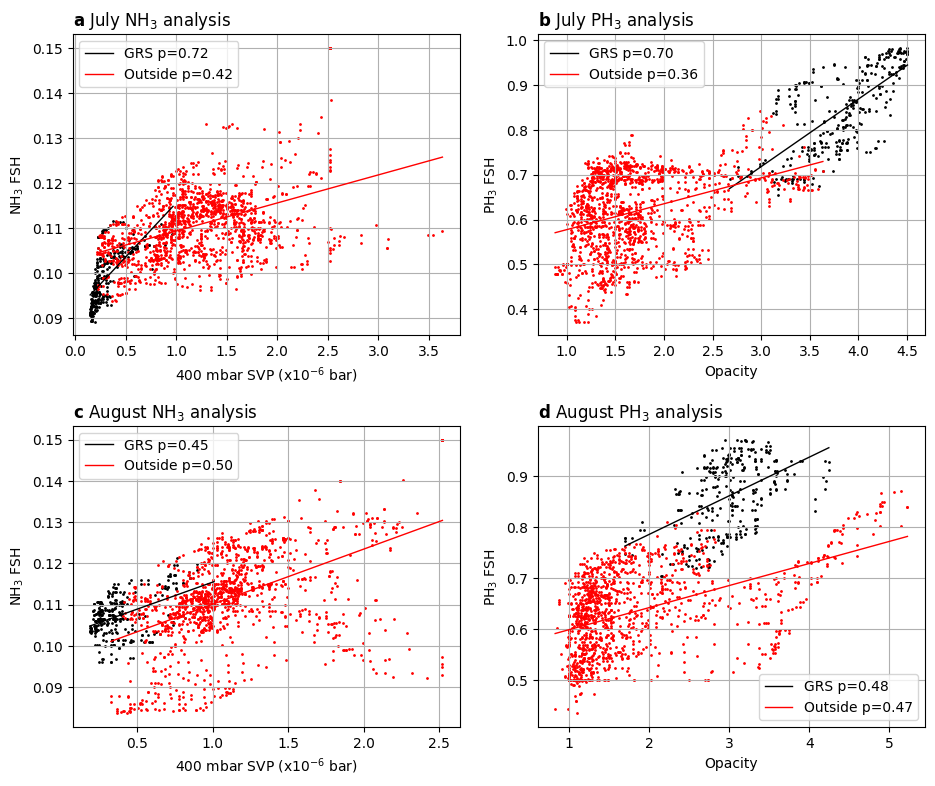 a July NH₃ analysis
GRS p=0.72
Outside p=0.42
0.15
0.14
0.13
0.12
0.11
0.10
0.09
NH₃ FSH
0.0 0.5 1.0 1.5 2.0 2.5 3.0 3.5
400 mbar SVP (x10⁻⁶ bar)
b July PH₃ analysis
GRS p=0.70
Outside p=0.36
1.0
0.9
0.8
0.7
0.6
0.5
0.4
PH₃ FSH
1.0 1.5 2.0 2.5 3.0 3.5 4.0 4.5
Opacity
c August NH₃ analysis
GRS p=0.45
Outside p=0.50
0.15
0.14
0.13
0.12
0.11
0.10
0.09
NH₃ FSH
0.5 1.0 1.5 2.0 2.5
400 mbar SVP (x10⁻⁶ bar)
d August PH₃ analysis
0.9
0.8
0.7
0.6
0.5
PH₃ FSH
GRS p=0.48
Outside p=0.47
1 2 3 4 5
Opacity